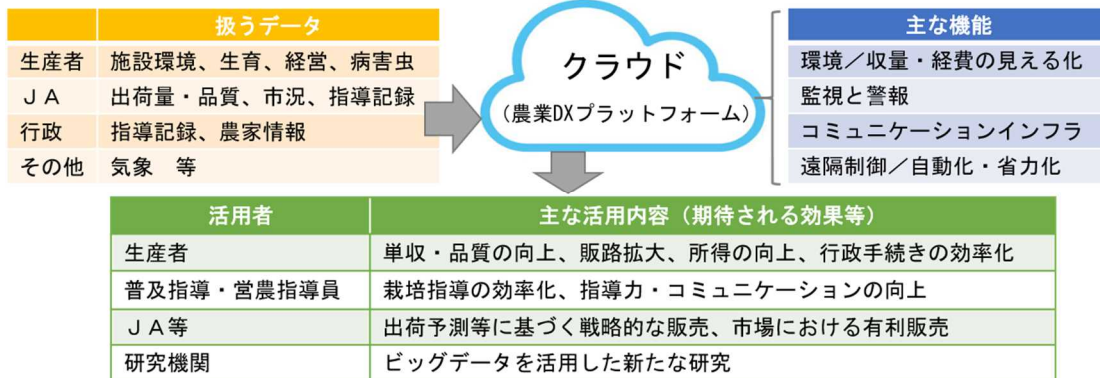 扱うデータ
生産者 施設環境、生育、経営、病害虫
ＪＡ 出荷量・品質、市況、指導記録
行政 指導記録、農家情報
その他 気象　等
クラウド
（農業DXプラットフォーム）
主な機能
環境／収量・経費の見える化
監視と警報
コミュニケーションインフラ
遠隔制御／自動化・省力化
活用者 主な活用内容（期待される効果等）
生産者 単収・品質の向上、販路拡大、所得の向上、行政手続きの効率化
普及指導・営農指導員 栽培指導の効率化、指導力・コミュニケーションの向上
ＪＡ等 出荷予測等に基づく戦略的な販売、市場における有利販売
研究機関 ビッグデータを活用した新たな研究